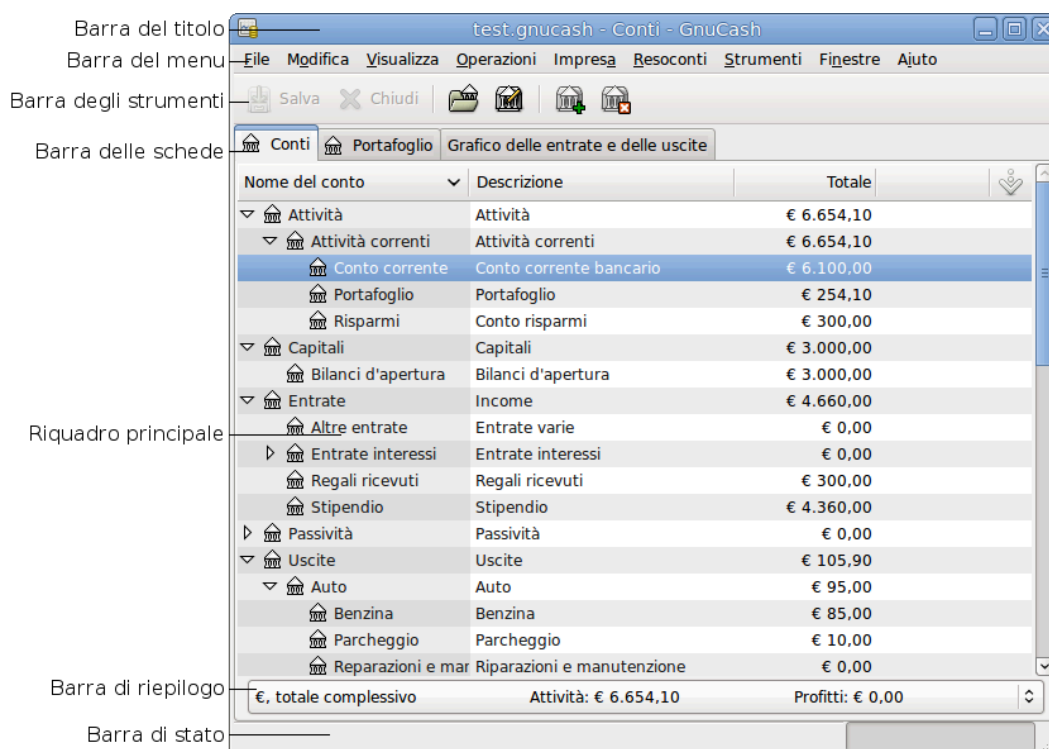 Barra del titolo
test.gnucash - Conti - GnuCash
Barra del menu
File Modifica Visualizza Operazioni Impresa Resoconti Strumenti Finestre Aiuto
Barra degli strumenti
Salva Chiudi
Barra delle schede
Conti Portafoglio Grafico delle entrate e delle uscite
Nome del conto Descrizione Totale
Attività Attività € 6.654,10
Attività correnti Attività correnti € 6.654,10
Conto corrente Conto corrente bancario € 6.100,00
Portafoglio Portafoglio € 254,10
Risparmi Conto risparmi € 300,00
Capitali Capitali € 3.000,00
Bilanci d'apertura Bilanci d'apertura € 3.000,00
Entrate Income € 4.660,00
Riquadro principale
Altre entrate Entrate varie € 0,00
Entrate interessi Entrate interessi € 0,00
Regali ricevuti Regali ricevuti € 300,00
Stipendio Stipendio € 4.360,00
Passività Passività € 0,00
Uscite Uscite € 105,90
Auto Auto € 95,00
Benzina Benzina € 85,00
Parcheggio Parcheggio € 10,00
Reparazioni e mar Riparazioni e manutenzione € 0,00
Barra di riepilogo
€, totale complessivo Attività: € 6.654,10 Profitti: € 0,00
Barra di stato